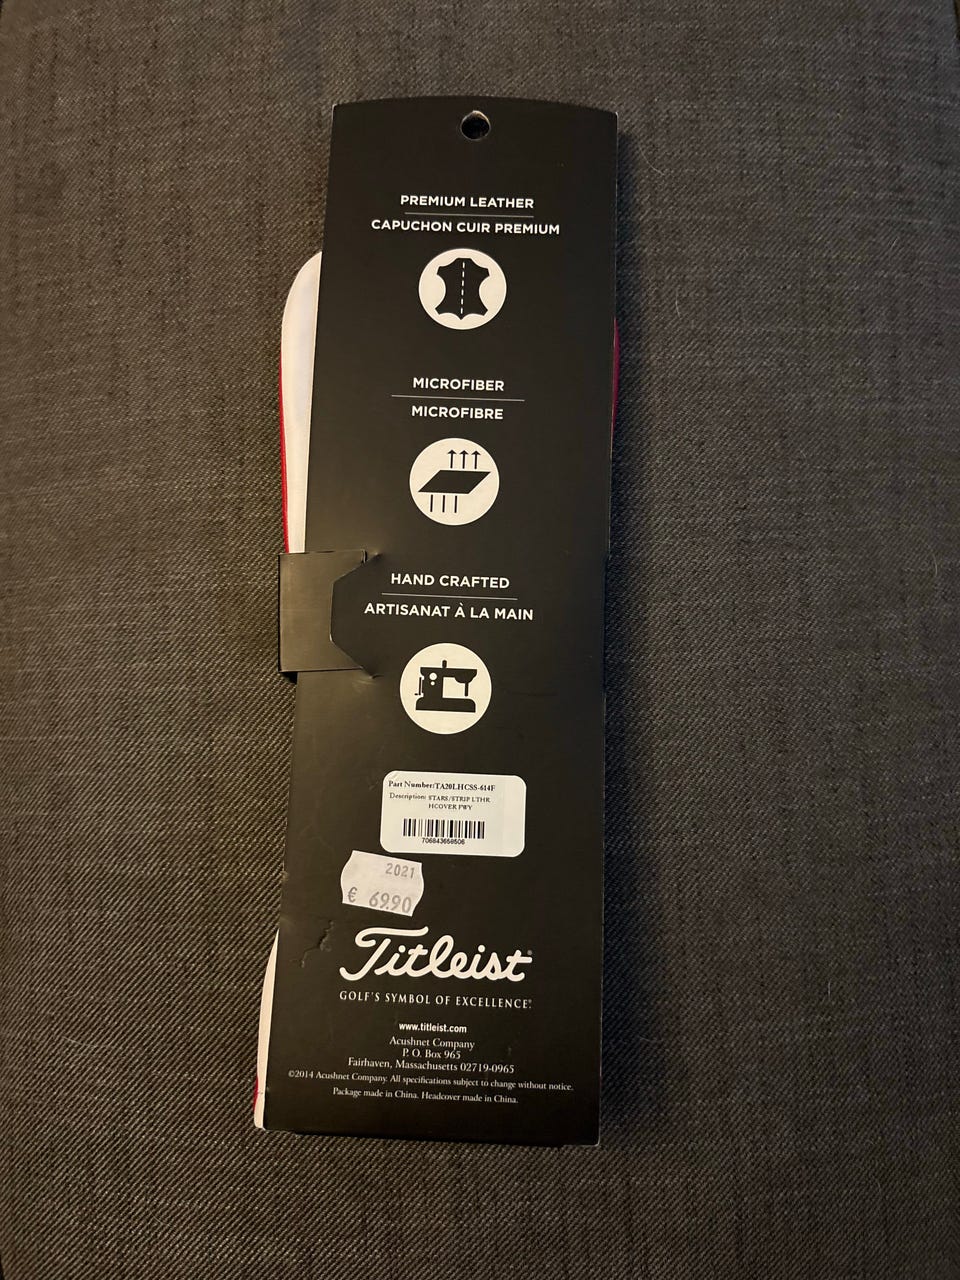 PREMIUM LEATHER
CAPUCHON CUIR PREMIUM
MICROFIBER
MICROFIBRE
HAND CRAFTED
ARTISANAT À LA MAIN
Part Number:TA20LHCSS-614F
Description: STARS/STRIP LTHR
HCOVER FWY
706843658506
2021
€ 69.90
Titleist®
GOLF'S SYMBOL OF EXCELLENCE®
www.titleist.com
Acushnet Company
P. O. Box 965
Fairhaven, Massachusetts 02719-0965
©2014 Acushnet Company. All specifications subject to change without notice.
Package made in China. Headcover made in China.